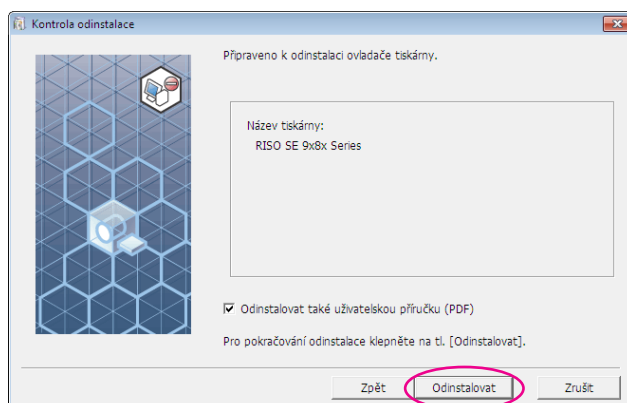 Kontrola odinstalace
Připraveno k odinstalaci ovladače tiskárny.
Název tiskárny:
RISO SE 9x8x Series
Odinstalovat také uživatelskou příručku (PDF)
Pro pokračování odinstalace klepněte na tl. [Odinstalovat].
Zpět Odinstalovat Zrušit